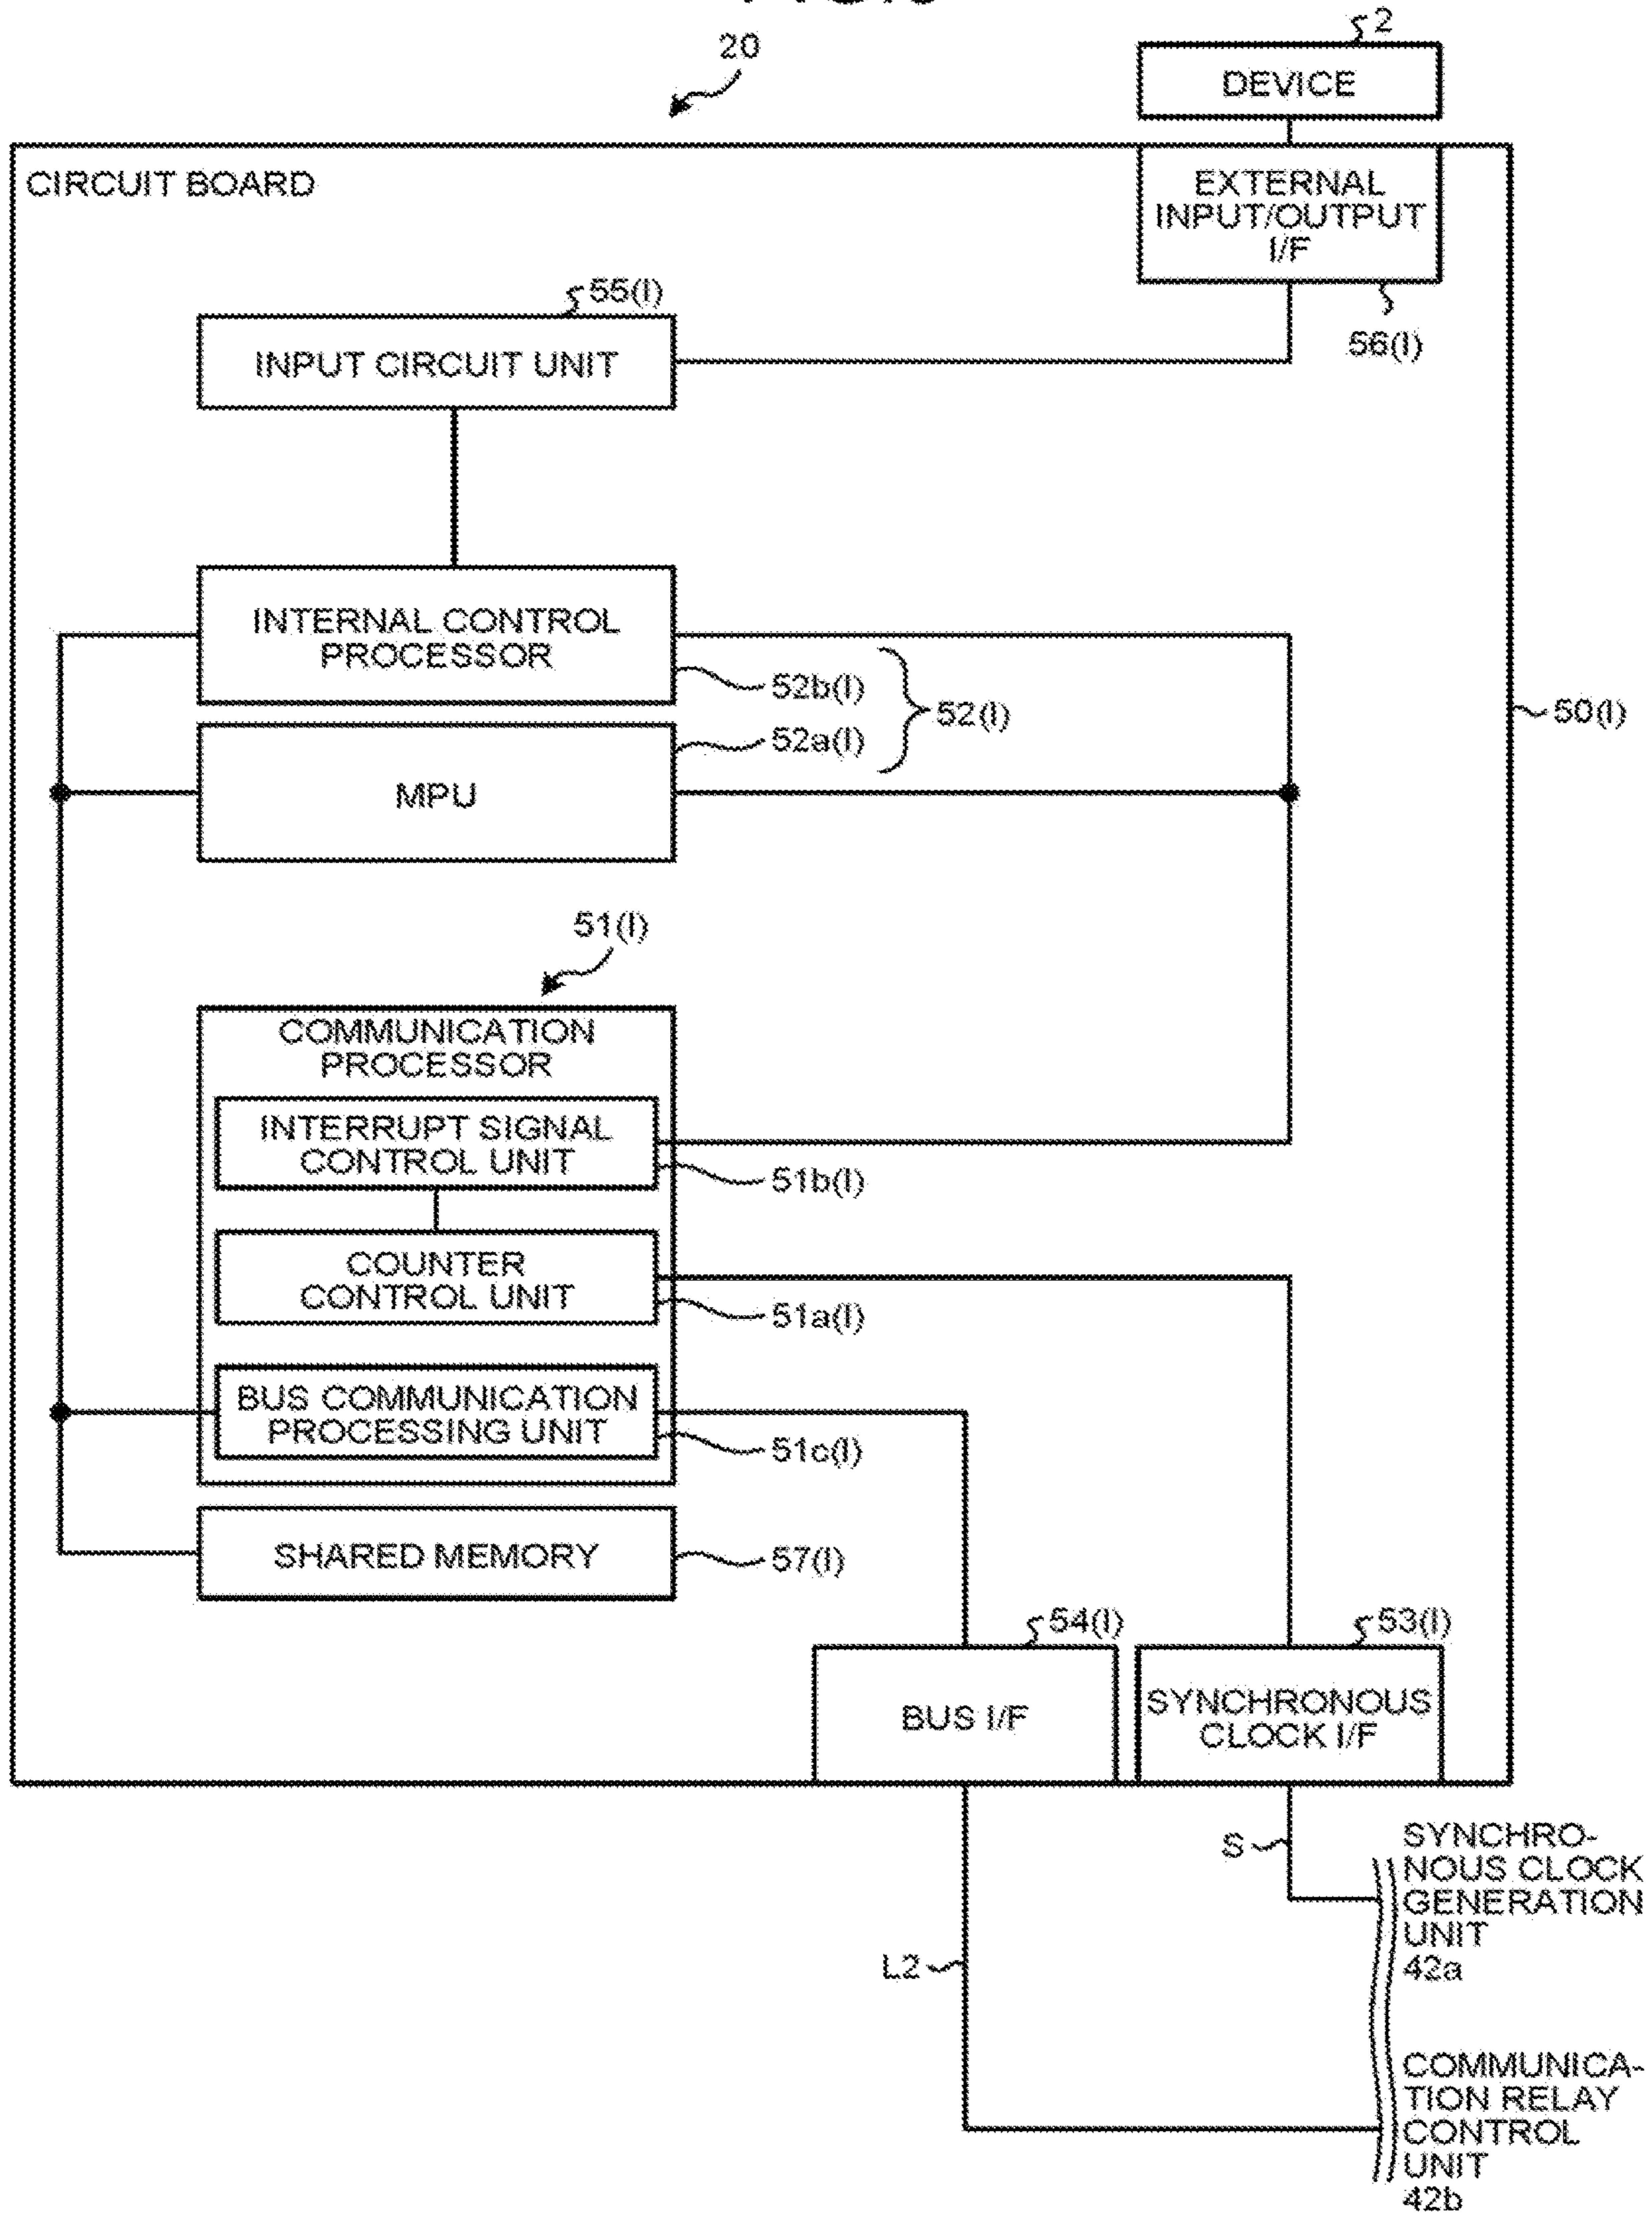 20
2
DEVICE
CIRCUIT BOARD
EXTERNAL
INPUT/OUTPUT
I/F
55(I)
56(I)
INPUT CIRCUIT UNIT
INTERNAL CONTROL
PROCESSOR
52b(I)
52(I)
50(I)
52a(I)
MPU
51(I)
COMMUNICATION
PROCESSOR
INTERRUPT SIGNAL
CONTROL UNIT
51b(I)
COUNTER
CONTROL UNIT
51a(I)
BUS COMMUNICATION
PROCESSING UNIT
51c(I)
SHARED MEMORY
57(I)
54(I)
53(I)
BUS I/F
SYNCHRONOUS
CLOCK I/F
S
SYNCHRO-
NOUS CLOCK
GENERATION
UNIT
42a
L2
COMMUNICA-
TION RELAY
CONTROL
UNIT
42b